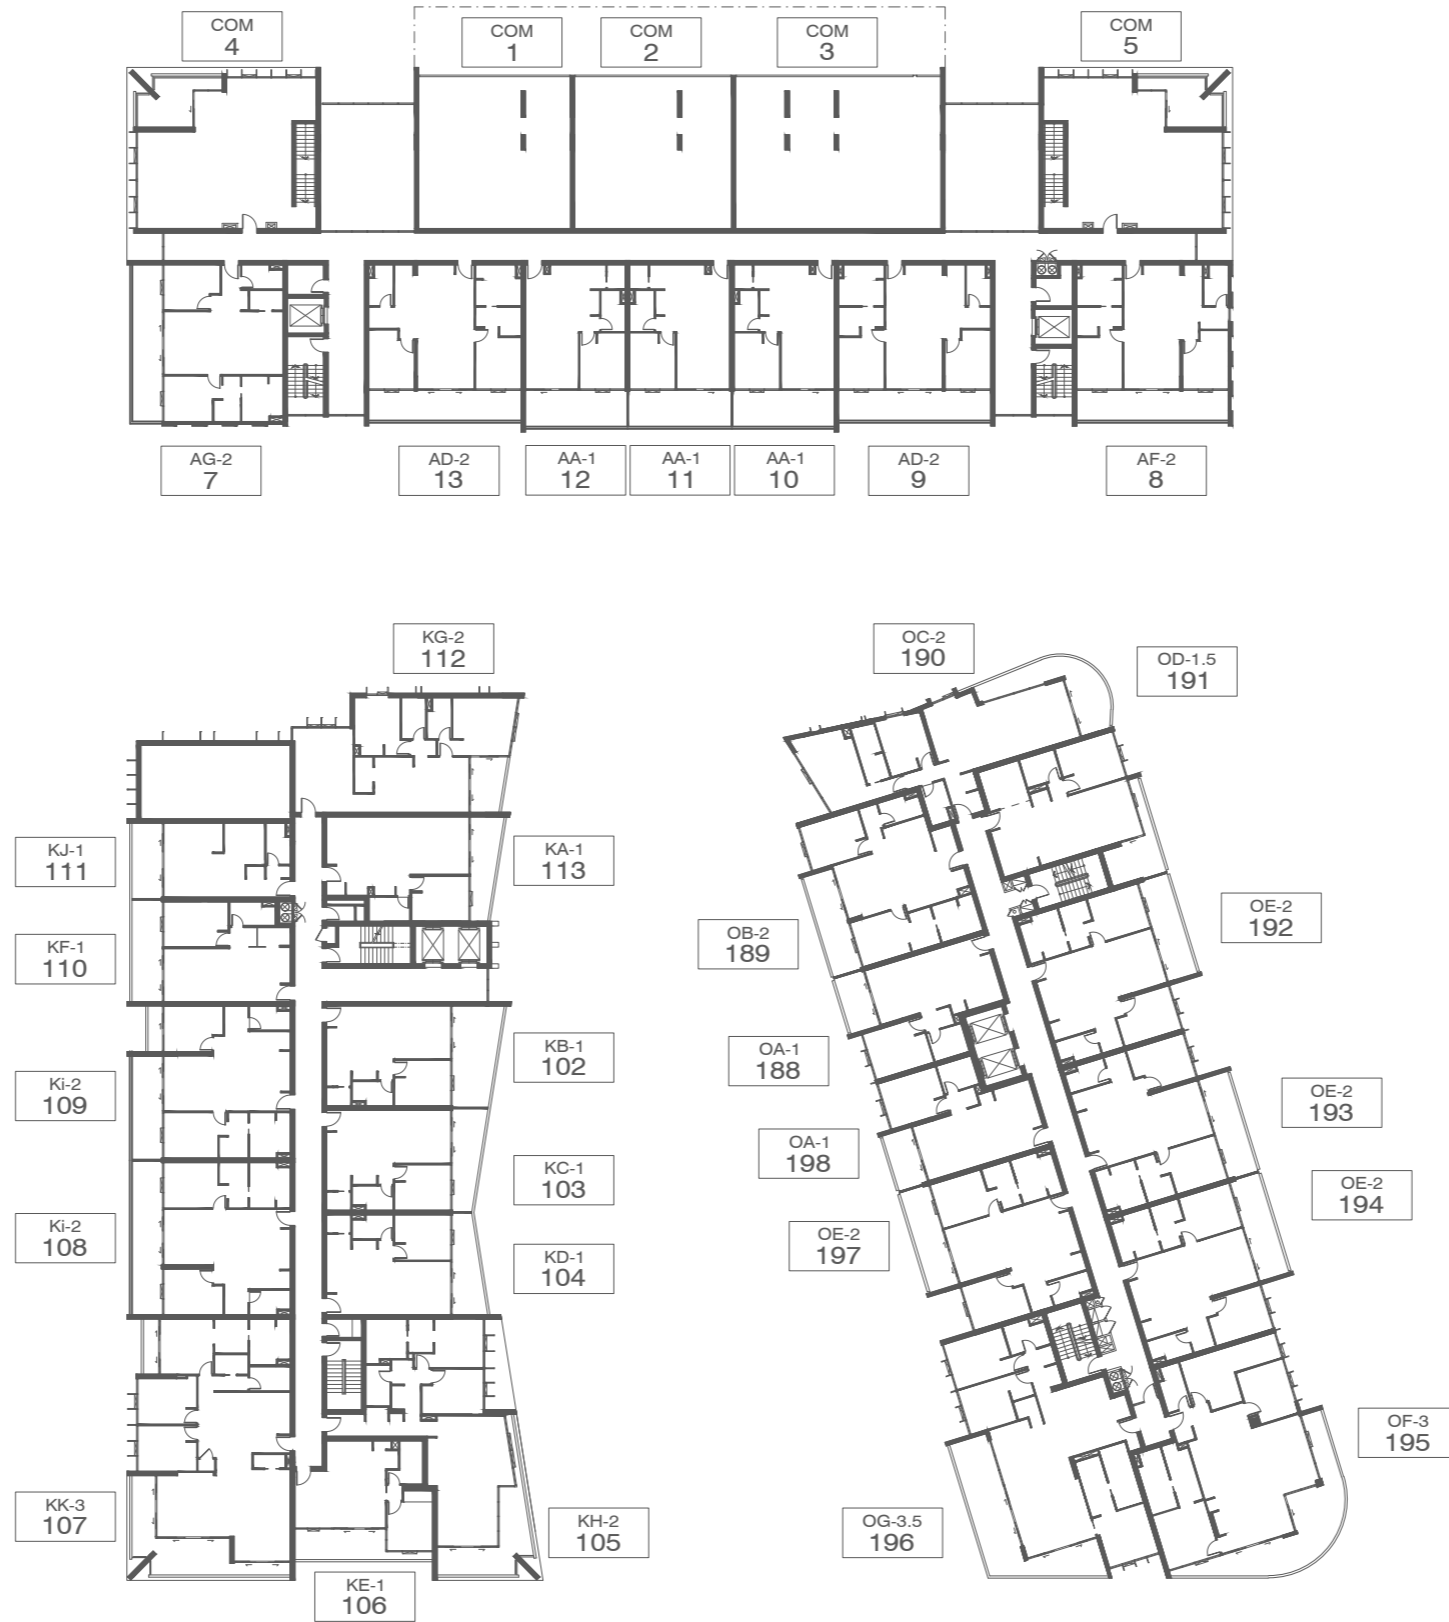 COM
4
COM
1
COM
2
COM
3
COM
5
AG-2
7
AD-2
13
AA-1
12
AA-1
11
AA-1
10
AD-2
9
AF-2
8
KG-2
112
KJ-1
111
KA-1
113
KF-1
110
KB-1
102
Ki-2
109
KC-1
103
Ki-2
108
KD-1
104
KK-3
107
KH-2
105
KE-1
106
OC-2
190
OD-1.5
191
OE-2
192
OB-2
189
OA-1
188
OE-2
193
OA-1
198
OE-2
194
OE-2
197
OF-3
195
OG-3.5
196